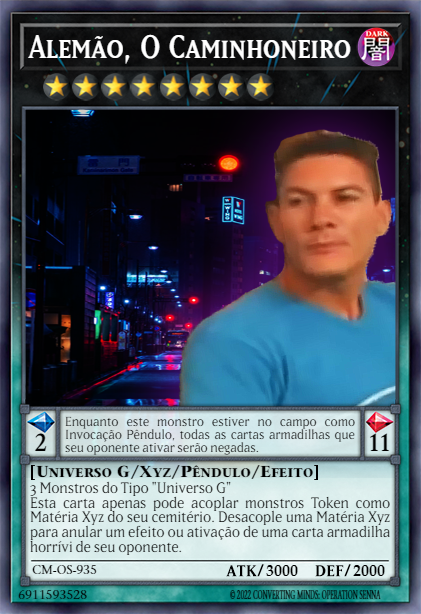 Alemão, O Caminhoneiro
DARK
闇
2
Enquanto este monstro estiver no campo como
Invocação Pêndulo, todas as cartas armadilhas que
seu oponente ativar serão negadas.
11
[Universo G/Xyz/Pêndulo/Efeito]
3 Monstros do Tipo "Universo G"
Esta carta apenas pode acoplar monstros Token como
Matéria Xyz do seu cemitério. Desacople uma Matéria Xyz
para anular um efeito ou ativação de uma carta armadilha
horrívi de seu oponente.
CM-OS-935
ATK/3000 DEF/2000
6911593528
©2022 CONVERTING MINDS: OPERATION SENNA